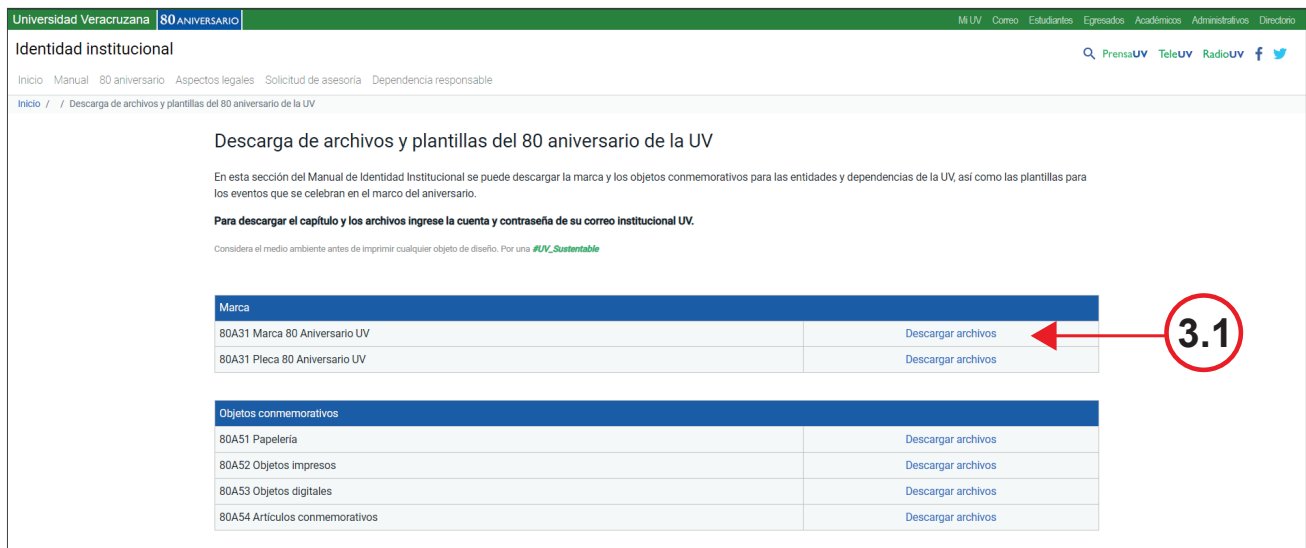 Universidad Veracruzana 80 ANIVERSARIO Mi UV Correo Estudiantes Egresados Académicos Administrativos Directorio
Identidad institucional
PrensaUV TeleUV RadioUV
Inicio Manual 80 aniversario Aspectos legales Solicitud de asesoría Dependencia responsable
Inicio / / Descarga de archivos y plantillas del 80 aniversario de la UV
Descarga de archivos y plantillas del 80 aniversario de la UV
En esta sección del Manual de Identidad Institucional se puede descargar la marca y los objetos conmemorativos para las entidades y dependencias de la UV, así como las plantillas para
los eventos que se celebran en el marco del aniversario.
Para descargar el capítulo y los archivos ingrese la cuenta y contraseña de su correo institucional UV.
Considera el medio ambiente antes de imprimir cualquier objeto de diseño. Por una #UV_Sustentable
Marca
80A31 Marca 80 Aniversario UV Descargar archivos
3.1
80A31 Pleca 80 Aniversario UV Descargar archivos
Objetos conmemorativos
80A51 Papelería Descargar archivos
80A52 Objetos impresos Descargar archivos
80A53 Objetos digitales Descargar archivos
80A54 Artículos conmemorativos Descargar archivos